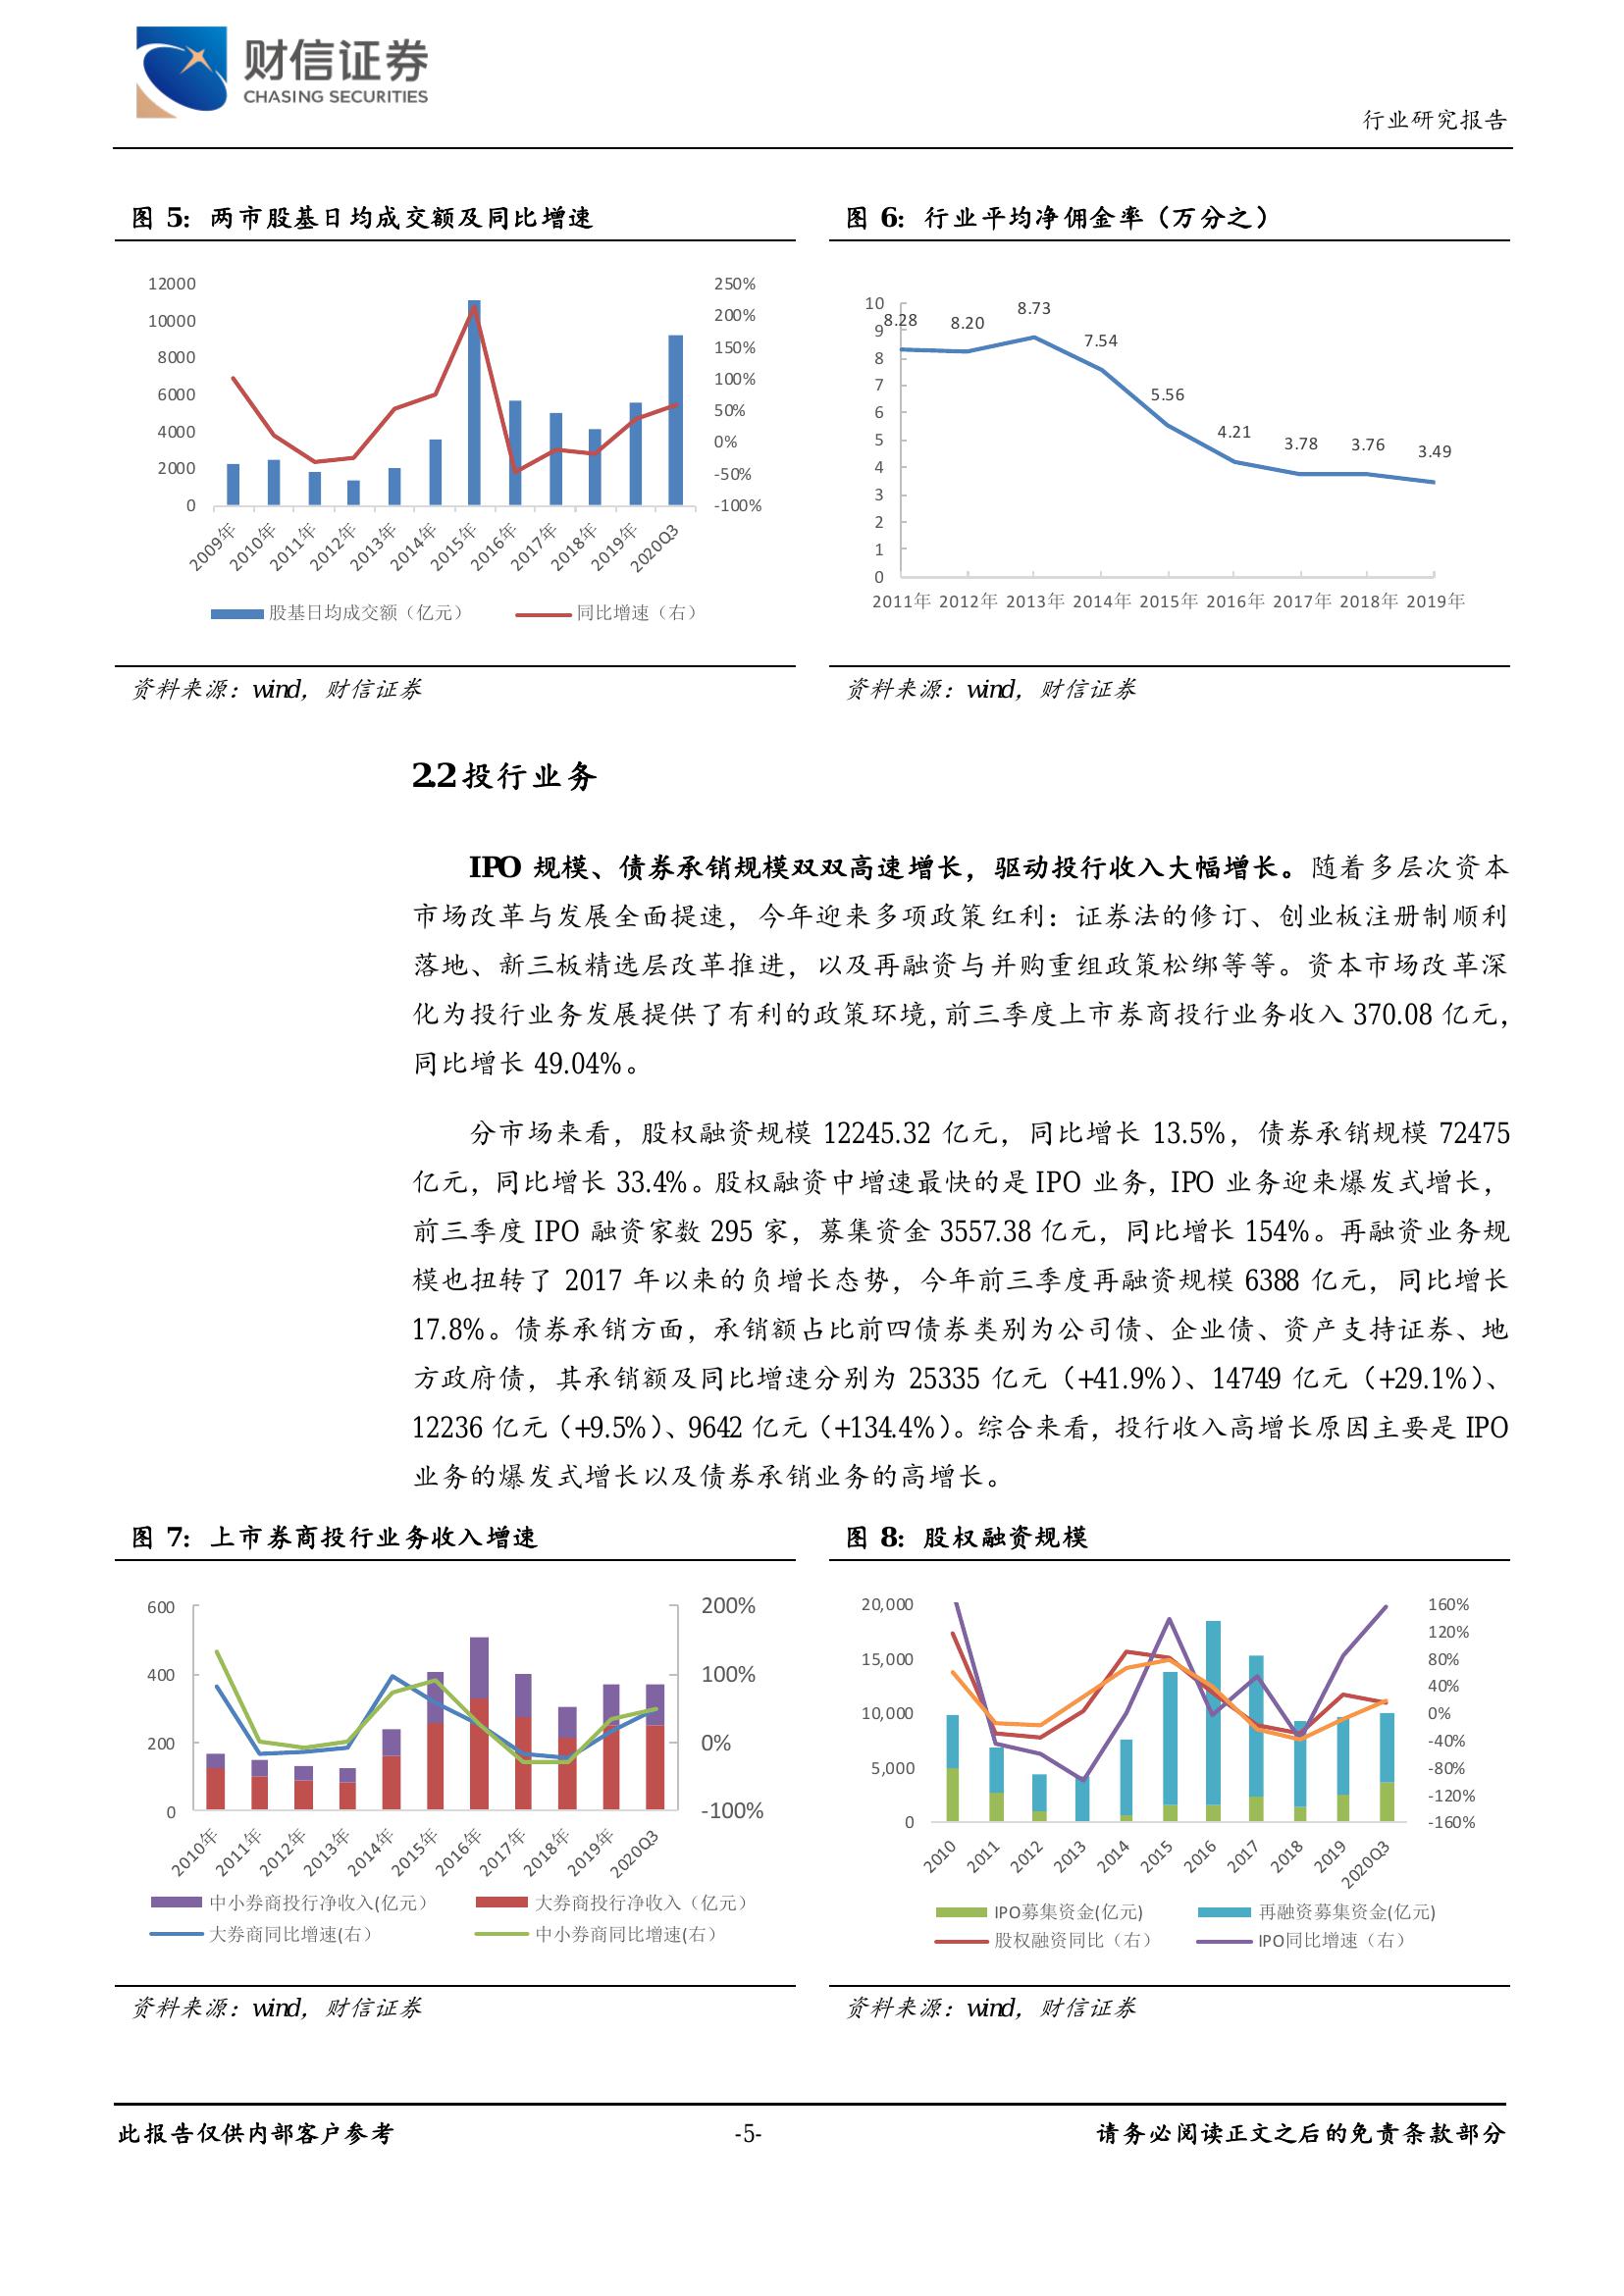 财信证券
CHASING SECURITIES
行业研究报告
图 5: 两市股基日均成交额及同比增速
12000
10000
8000
6000
4000
2000
0
250%
200%
150%
100%
50%
0%
-50%
-100%
2009年 2010年 2011年 2012年 2013年 2014年 2015年 2016年 2017年 2018年 2019年 2020Q3
股基日均成交额（亿元） 同比增速（右）
资料来源：wind，财信证券
图 6: 行业平均净佣金率（万分之）
10
9
8
7
6
5
4
3
2
1
0
8.28 8.20 8.73 7.54 5.56 4.21 3.78 3.76 3.49
2011年 2012年 2013年 2014年 2015年 2016年 2017年 2018年 2019年
资料来源：wind，财信证券
2.2 投行业务
IPO 规模、债券承销规模双双高速增长，驱动投行收入大幅增长。随着多层次资本
市场改革与发展全面提速，今年迎来多项政策红利：证券法的修订、创业板注册制顺利
落地、新三板精选层改革推进，以及再融资与并购重组政策松绑等等。资本市场改革深
化为投行业务发展提供了有利的政策环境，前三季度上市券商投行业务收入 370.08 亿元，
同比增长 49.04%。
分市场来看，股权融资规模 12245.32 亿元，同比增长 13.5%，债券承销规模 72475
亿元，同比增长 33.4%。股权融资中增速最快的是 IPO 业务，IPO 业务迎来爆发式增长，
前三季度 IPO 融资家数 295 家，募集资金 3557.38 亿元，同比增长 154%。再融资业务规
模也扭转了 2017 年以来的负增长态势，今年前三季度再融资规模 6388 亿元，同比增长
17.8%。债券承销方面，承销额占比前四债券类别为公司债、企业债、资产支持证券、地
方政府债，其承销额及同比增速分别为 25335 亿元（+41.9%）、14749 亿元（+29.1%）、
12236 亿元（+9.5%）、9642 亿元（+134.4%）。综合来看，投行收入高增长原因主要是 IPO
业务的爆发式增长以及债券承销业务的高增长。
图 7: 上市券商投行业务收入增速
600
400
200
0
200%
100%
0%
-100%
2010年 2011年 2012年 2013年 2014年 2015年 2016年 2017年 2018年 2019年 2020Q3
中小券商投行净收入(亿元） 大券商投行净收入（亿元）
大券商同比增速(右） 中小券商同比增速(右）
资料来源：wind，财信证券
图 8: 股权融资规模
20,000
15,000
10,000
5,000
0
160%
120%
80%
40%
0%
-40%
-80%
-120%
-160%
2010 2011 2012 2013 2014 2015 2016 2017 2018 2019 2020Q3
IPO募集资金(亿元) 再融资募集资金(亿元)
股权融资同比（右） IPO同比增速（右）
资料来源：wind，财信证券
此报告仅供内部客户参考
-5-
请务必阅读正文之后的免责条款部分